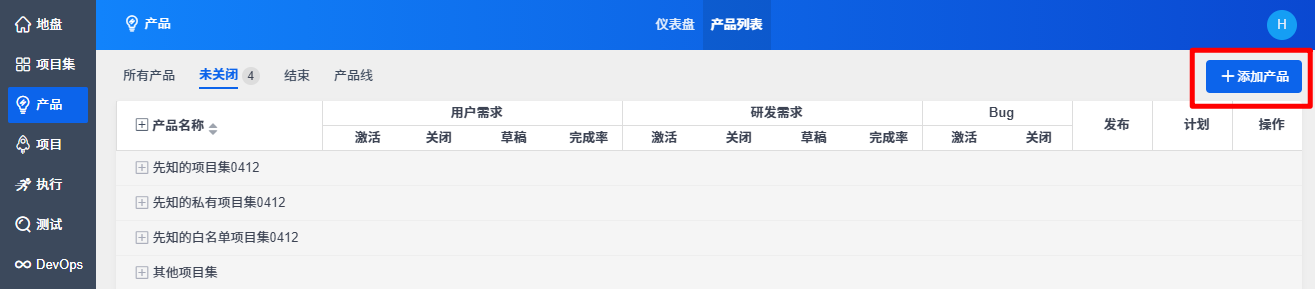 地盘
项目集
产品
项目
执行
测试
DevOps
产品
仪表盘 产品列表
H
所有产品 未关闭 4 结束 产品线
添加产品
产品名称 用户需求 研发需求 Bug 发布 计划 操作
激活 关闭 草稿 完成率 激活 关闭 草稿 完成率 激活 关闭
先知的项目集0412
先知的私有项目集0412
先知的白名单项目集0412
其他项目集